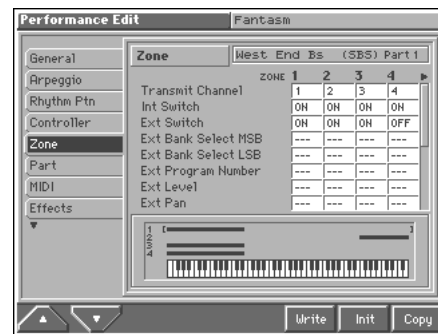 Performance Edit Fantasm
General
Arpeggio
Rhythm Ptn
Controller
Zone
Part
MIDI
Effects
▼
Zone West End Bs (SBS) Part 1
ZONE 1 2 3 4 ▶
Transmit Channel 1 2 3 4
Int Switch ON ON ON ON
Ext Switch ON ON ON OFF
Ext Bank Select MSB --- --- --- ---
Ext Bank Select LSB --- --- --- ---
Ext Program Number --- --- --- ---
Ext Level --- --- --- ---
Ext Pan --- --- --- ---
1 [ ]
2
3
4
Write Init Copy